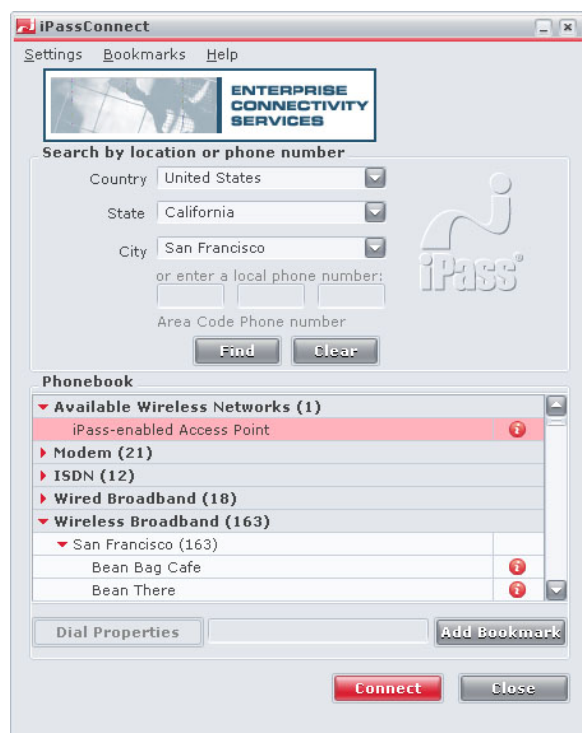 iPassConnect
Settings Bookmarks Help
ENTERPRISE
CONNECTIVITY
SERVICES
Search by location or phone number
Country United States
State California
City San Francisco
or enter a local phone number:
Area Code Phone number
Find Clear
iPass®
Phonebook
Available Wireless Networks (1)
iPass-enabled Access Point
Modem (21)
ISDN (12)
Wired Broadband (18)
Wireless Broadband (163)
San Francisco (163)
Bean Bag Cafe
Bean There
Dial Properties Add Bookmark
Connect Close